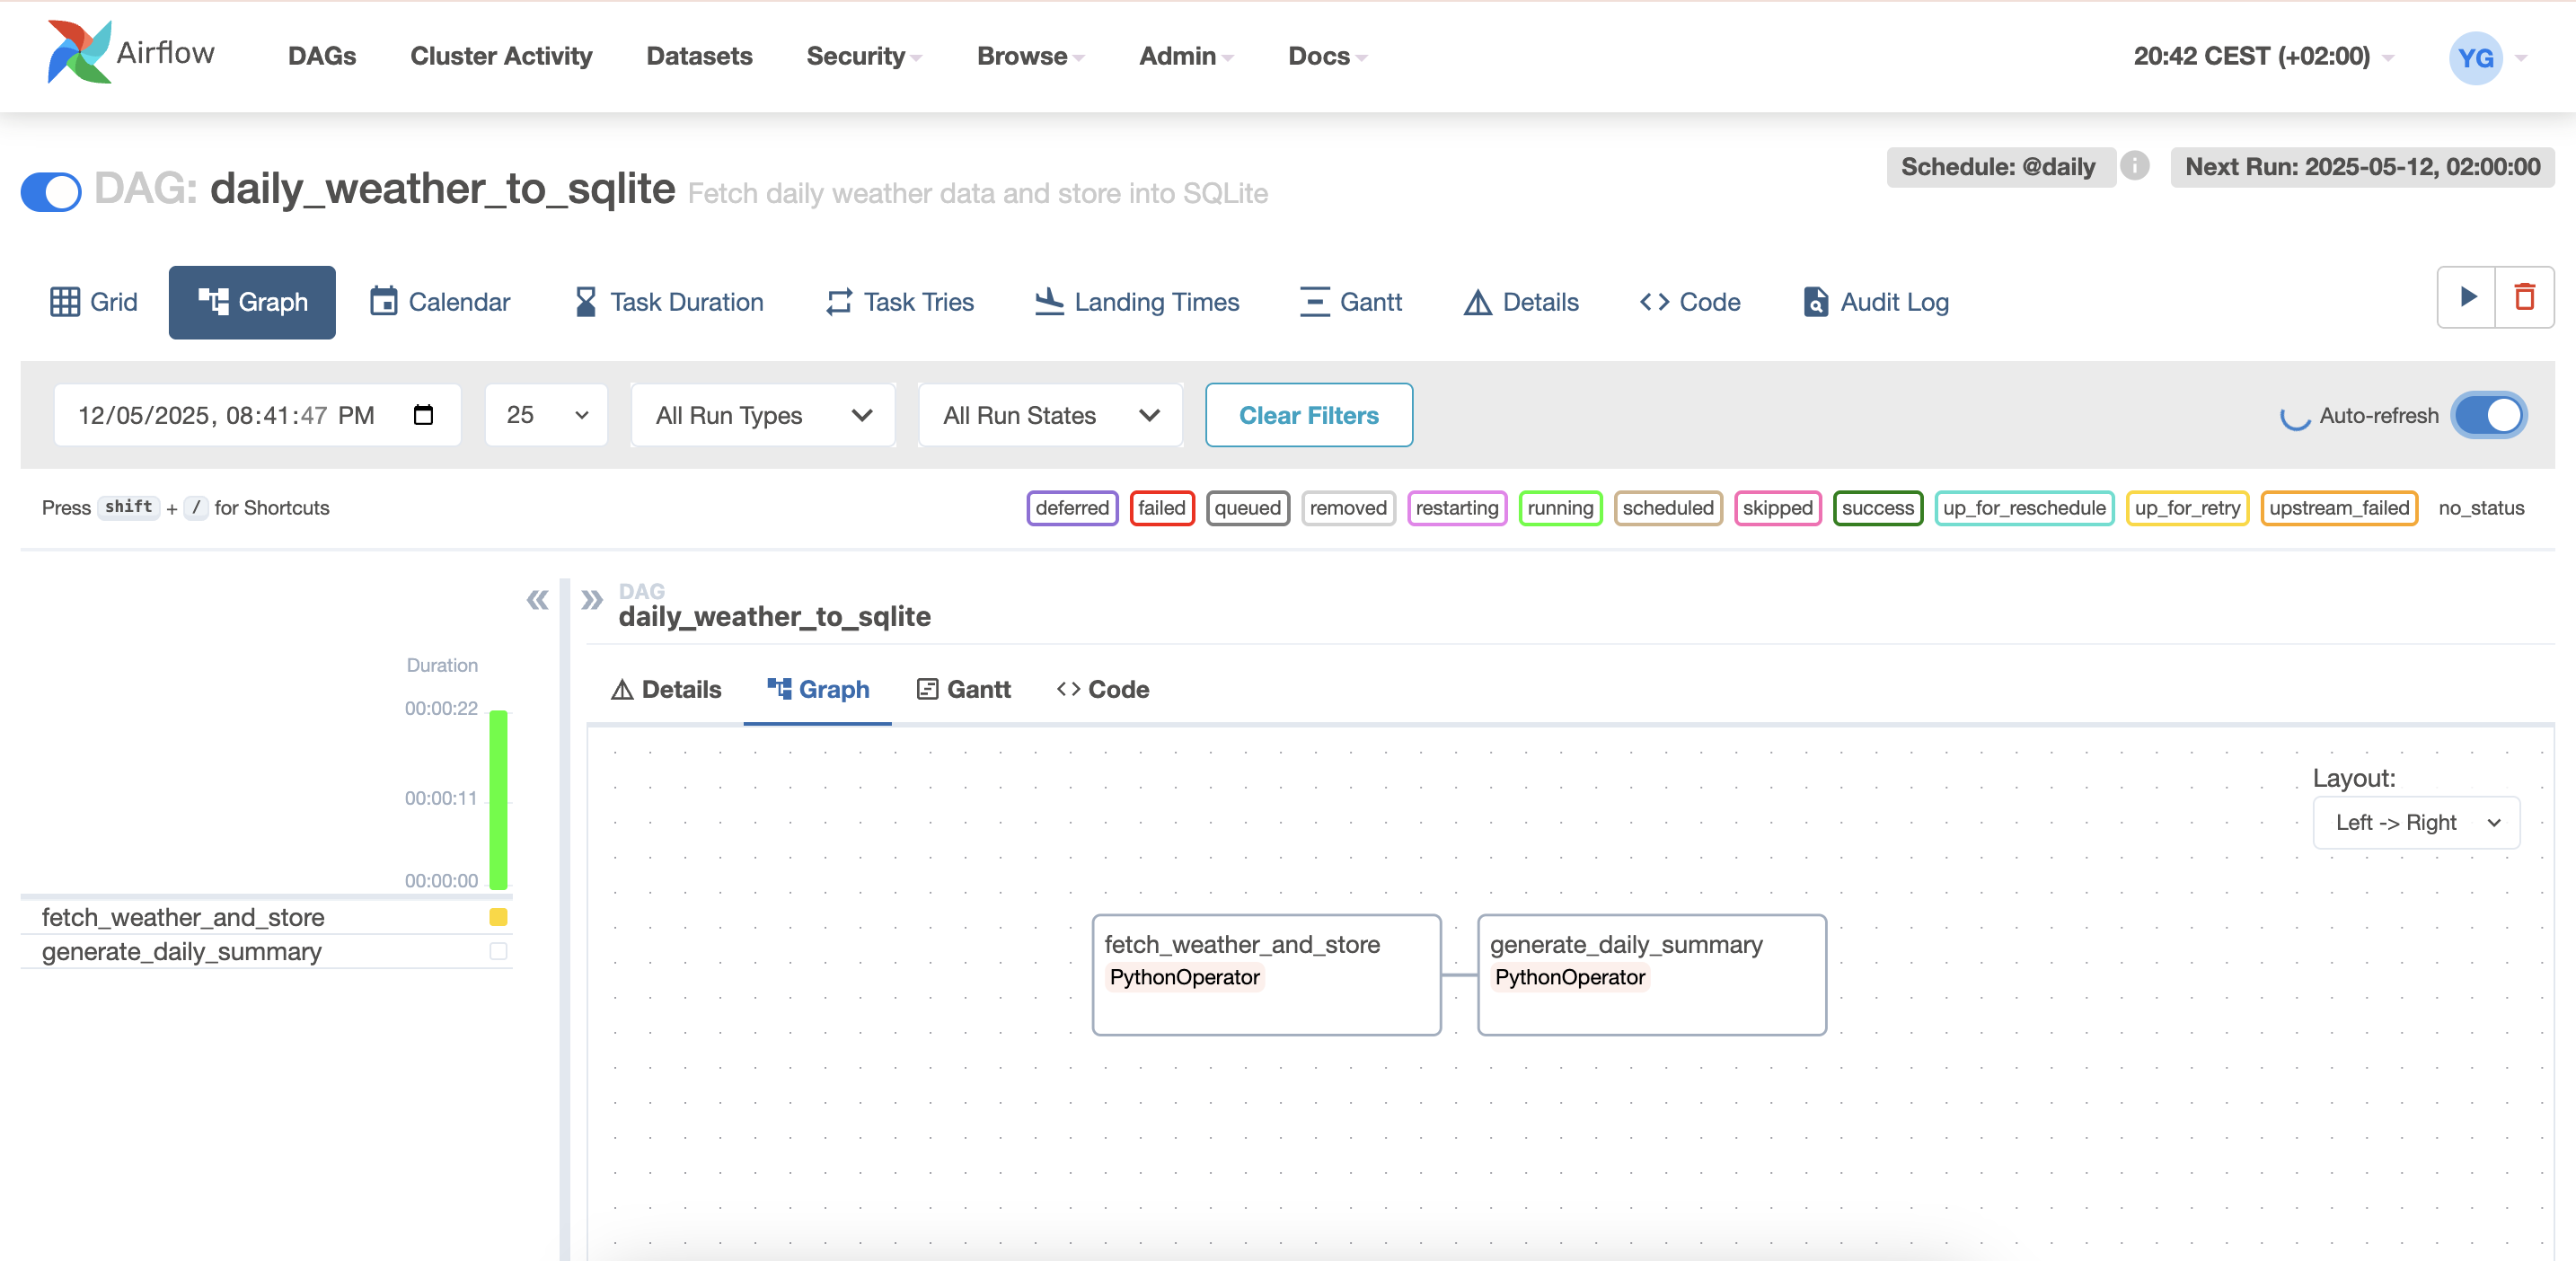 Airflow DAGs Cluster Activity Datasets Security Browse Admin Docs 20:42 CEST (+02:00) YG
Schedule: @daily i Next Run: 2025-05-12, 02:00:00
DAG: daily_weather_to_sqlite Fetch daily weather data and store into SQLite
Grid Graph Calendar Task Duration Task Tries Landing Times Gantt Details Code Audit Log
12/05/2025, 08:41:47 PM 25 All Run Types All Run States Clear Filters Auto-refresh
Press shift + / for Shortcuts deferred failed queued removed restarting running scheduled skipped success up_for_reschedule up_for_retry upstream_failed no_status
DAG
daily_weather_to_sqlite
Duration
00:00:22
00:00:11
00:00:00
fetch_weather_and_store
generate_daily_summary
Details Graph Gantt Code
Layout:
Left -> Right
fetch_weather_and_store
PythonOperator
generate_daily_summary
PythonOperator